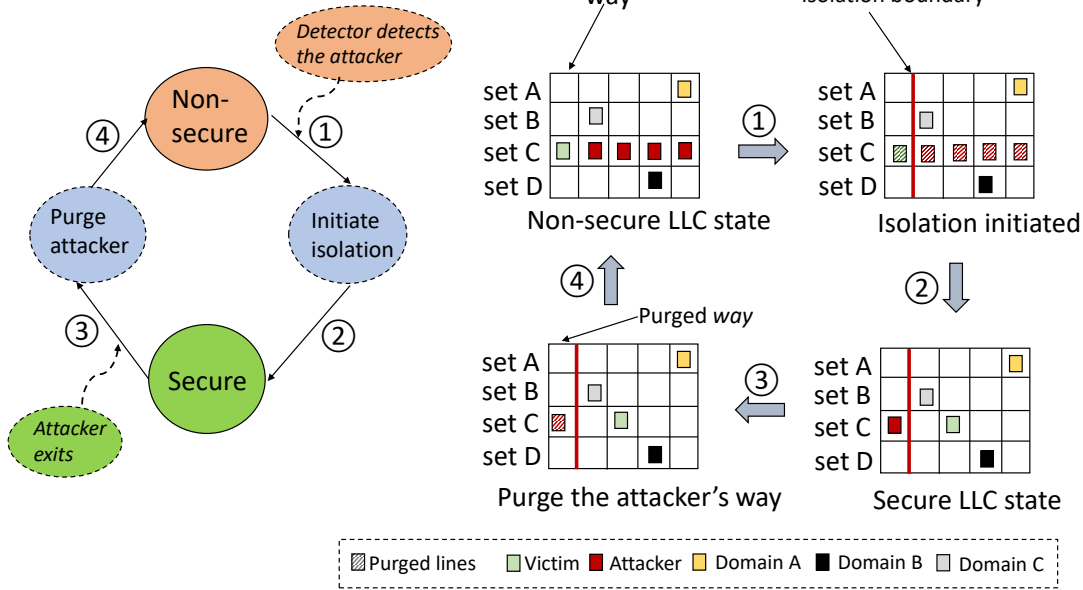 Detector detects
the attacker
Non-
secure
④
①
Purge
attacker
Initiate
isolation
③
②
Secure
Attacker
exits
way
Isolation boundary
set A
set B
set C
set D
Non-secure LLC state
①
set A
set B
set C
set D
Isolation initiated
④
②
Purged way
set A
set B
set C
set D
Purge the attacker's way
③
set A
set B
set C
set D
Secure LLC state
Purged lines
Victim
Attacker
Domain A
Domain B
Domain C